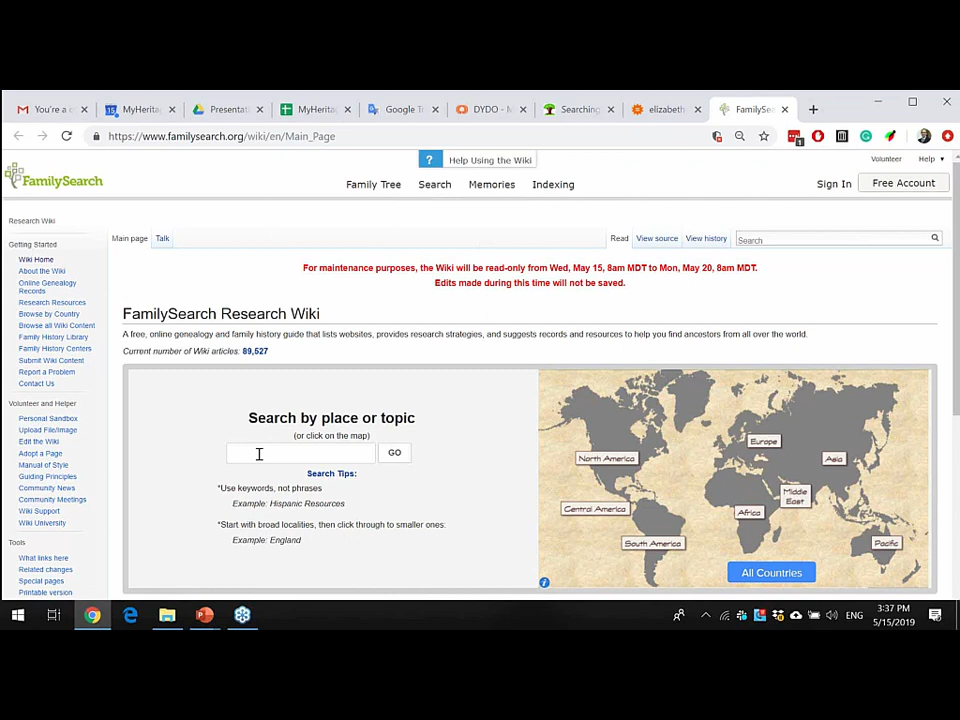 You're a c
MyHeritag
Presentati
MyHeritag
Google Tr
DYDO - M
Searching
elizabeth
FamilySea
https://www.familysearch.org/wiki/en/Main_Page
? Help Using the Wiki
Volunteer Help
FamilySearch
Family Tree Search Memories Indexing
Sign In Free Account
Research Wiki
Getting Started
Wiki Home
About the Wiki
Online Genealogy
Records
Research Resources
Browse by Country
Browse all Wiki Content
Family History Library
Family History Centers
Submit Wiki Content
Report a Problem
Contact Us
Volunteer and Helper
Personal Sandbox
Upload File/Image
Edit the Wiki
Adopt a Page
Manual of Style
Guiding Principles
Community News
Community Meetings
Wiki Support
Wiki University
Tools
What links here
Related changes
Special pages
Printable version
Main page Talk
Read View source View history
Search
For maintenance purposes, the Wiki will be read-only from Wed, May 15, 8am MDT to Mon, May 20, 8am MDT.
Edits made during this time will not be saved.
FamilySearch Research Wiki
A free, online genealogy and family history guide that lists websites, provides research strategies, and suggests records and resources to help you find ancestors from all over the world.
Current number of Wiki articles: 89,527
Search by place or topic
(or click on the map)
GO
Search Tips:
*Use keywords, not phrases
Example: Hispanic Resources
*Start with broad localities, then click through to smaller ones:
Example: England
North America
Europe
Asia
Middle
East
Central America
Africa
South America
Pacific
All Countries
ENG
3:37 PM
5/15/2019